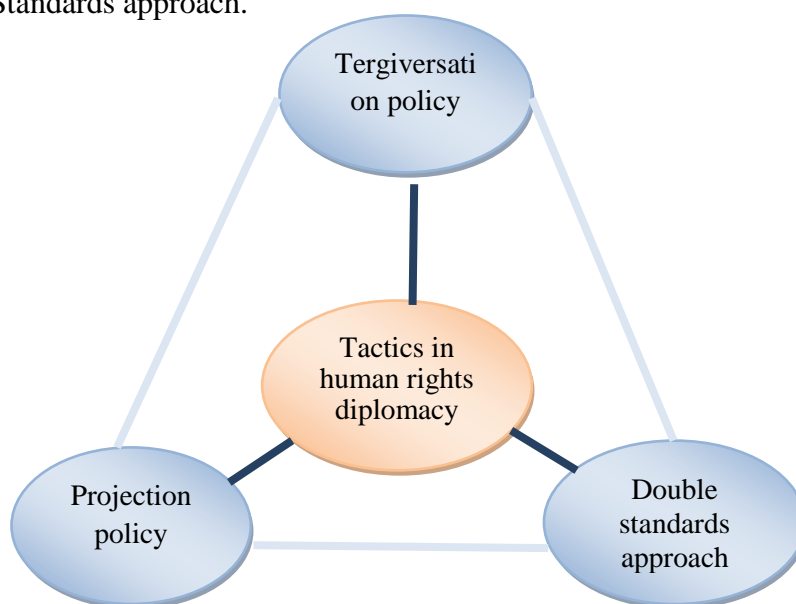 Standards approach.
Tergiversati
on policy
Tactics in
human rights
diplomacy
Projection
policy
Double
standards
approach